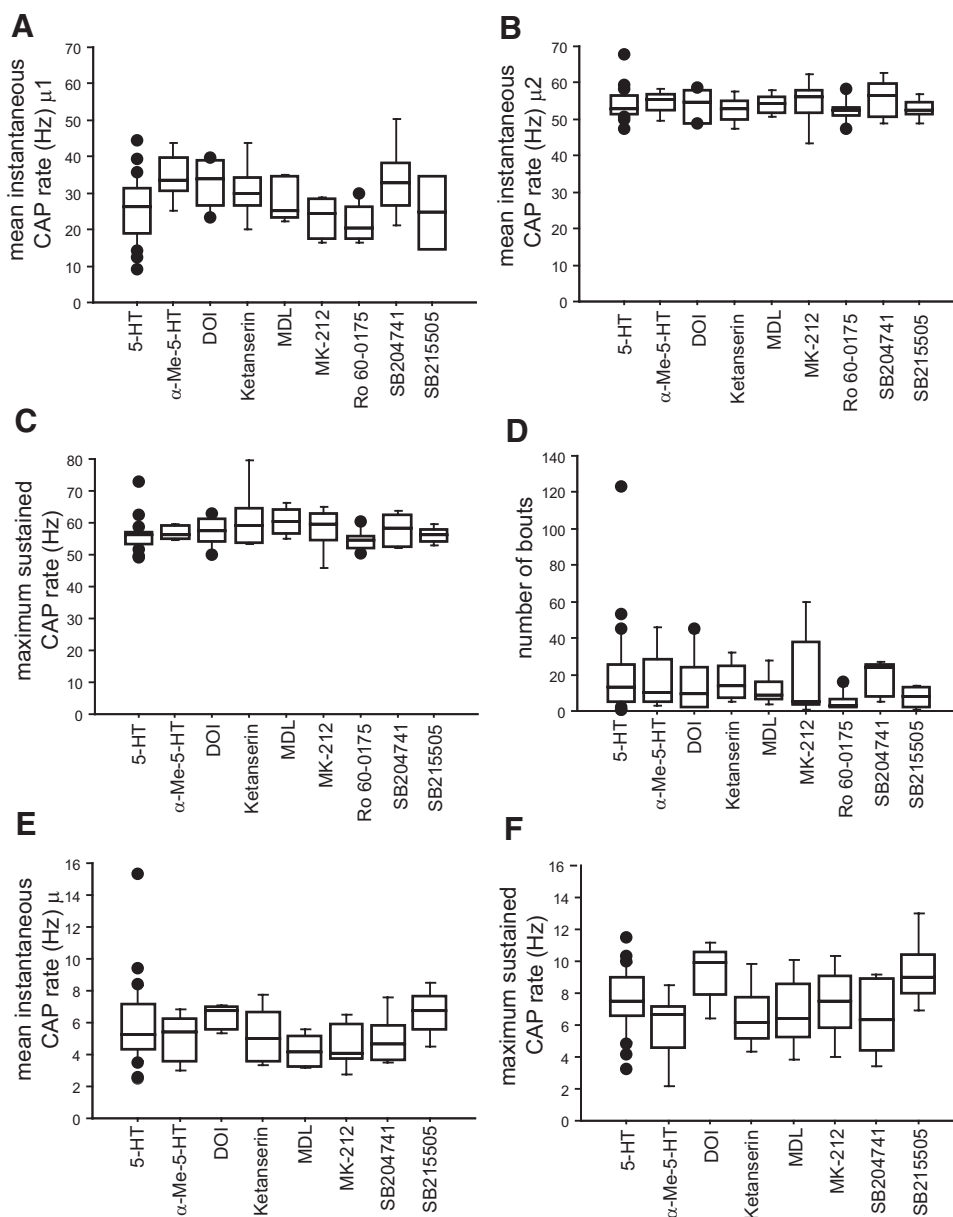 A
mean instantaneous
CAP rate (Hz) μ1
70
60
50
40
30
20
10
0
5-HT
α-Me-5-HT
DOI
Ketanserin
MDL
MK-212
Ro 60-0175
SB204741
SB215505
B
mean instantaneous
CAP rate (Hz) μ2
70
60
50
40
30
20
10
0
5-HT
α-Me-5-HT
DOI
Ketanserin
MDL
MK-212
Ro 60-0175
SB204741
SB215505
C
maximum sustained
CAP rate (Hz)
80
70
60
50
40
30
20
10
0
5-HT
α-Me-5-HT
DOI
Ketanserin
MDL
MK-212
Ro 60-0175
SB204741
SB215505
D
number of bouts
140
120
100
80
60
40
20
0
5-HT
α-Me-5-HT
DOI
Ketanserin
MDL
MK-212
Ro 60-0175
SB204741
SB215505
E
mean instantaneous
CAP rate (Hz) μ
16
14
12
10
8
6
4
2
0
5-HT
α-Me-5-HT
DOI
Ketanserin
MDL
MK-212
SB204741
SB215505
F
maximum sustained
CAP rate (Hz)
16
14
12
10
8
6
4
2
0
5-HT
α-Me-5-HT
DOI
Ketanserin
MDL
MK-212
SB204741
SB215505